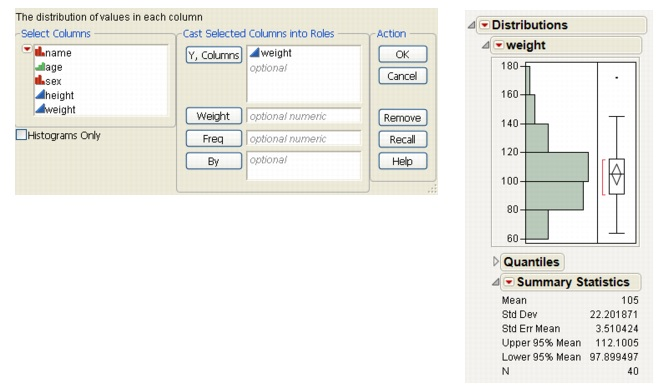 The distribution of values in each column
Select Columns
name
age
sex
height
weight
Histograms Only
Cast Selected Columns into Roles
Y, Columns
weight
optional
Weight
optional numeric
Freq
optional numeric
By
optional
Action
OK
Cancel
Remove
Recall
Help
Distributions
weight
180
160
140
120
100
80
60
Quantiles
Summary Statistics
Mean 105
Std Dev 22.201871
Std Err Mean 3.510424
Upper 95% Mean 112.1005
Lower 95% Mean 97.899497
N 40